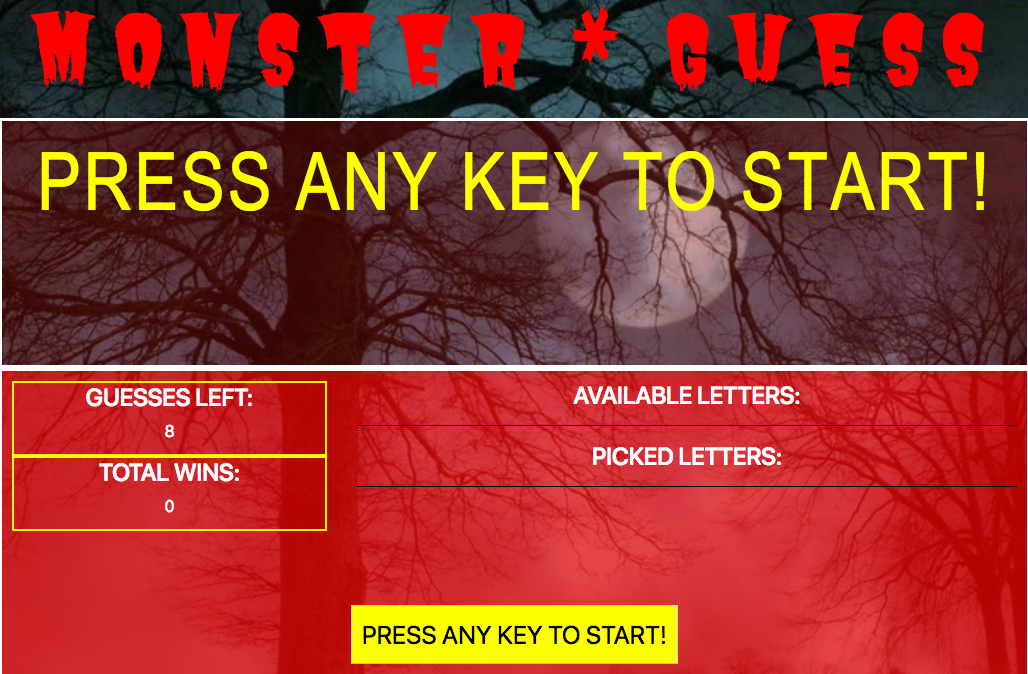 MONSTER * GUESS
PRESS ANY KEY TO START!
GUESSES LEFT:
8
TOTAL WINS:
0
AVAILABLE LETTERS:
PICKED LETTERS:
PRESS ANY KEY TO START!